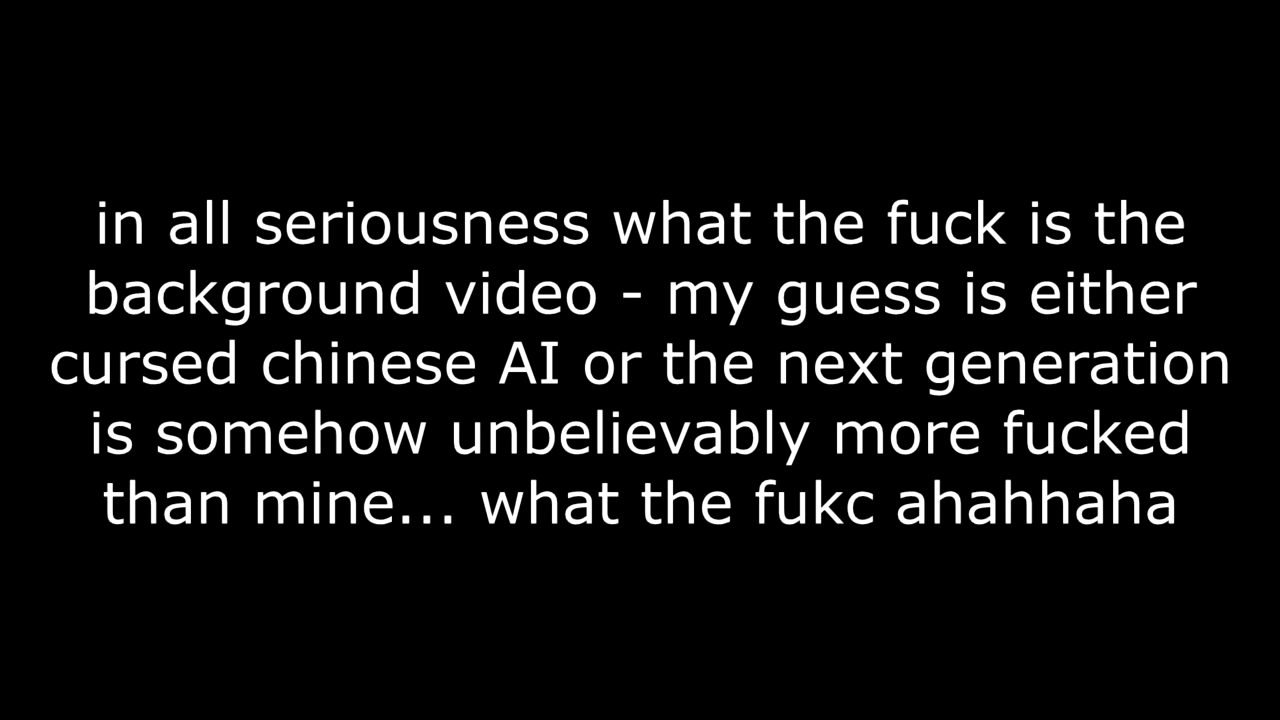 in all seriousness what the fuck is the
background video - my guess is either
cursed chinese AI or the next generation
is somehow unbelievably more fucked
than mine... what the fukc ahahhaha